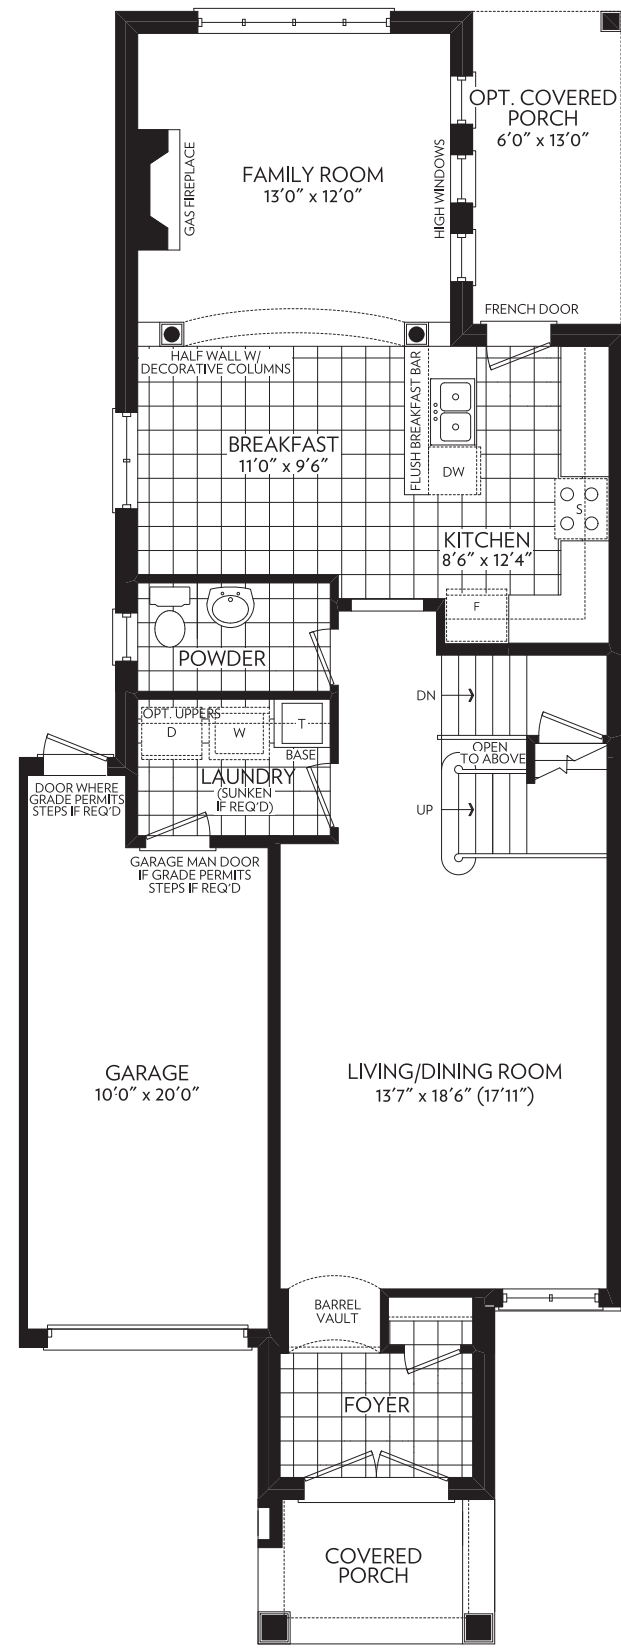 OPT. COVERED
PORCH
6'0" x 13'0"
FAMILY ROOM
13'0" x 12'0"
GAS FIREPLACE
HIGH WINDOWS
FRENCH DOOR
HALF WALL W/
DECORATIVE COLUMNS
FLUSH BREAKFAST BAR
BREAKFAST
11'0" x 9'6"
DW
S
KITCHEN
8'6" x 12'4"
F
POWDER
DN
OPT. UPPERS
D
W
T
BASE
OPEN
TO ABOVE
LAUNDRY
(SUNKEN
IF REQ'D)
DOOR WHERE
GRADE PERMITS
STEPS IF REQ'D
UP
GARAGE MAN DOOR
IF GRADE PERMITS
STEPS IF REQ'D
GARAGE
10'0" x 20'0"
LIVING/DINING ROOM
13'7" x 18'6" (17'11")
BARREL
VAULT
FOYER
COVERED
PORCH